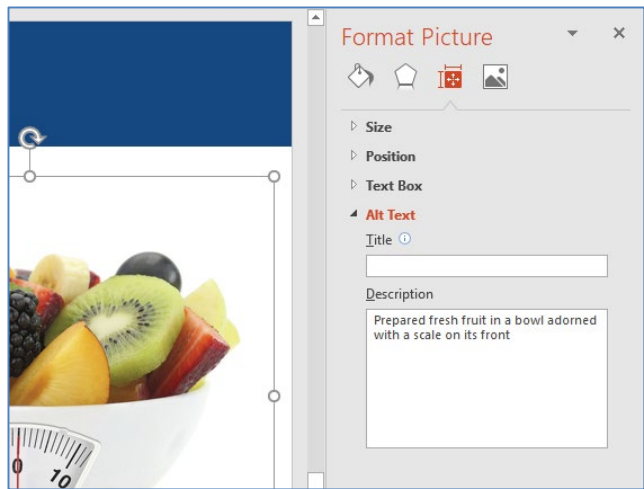 Format Picture
Size
Position
Text Box
Alt Text
Title
Description
Prepared fresh fruit in a bowl adorned
with a scale on its front
0
10